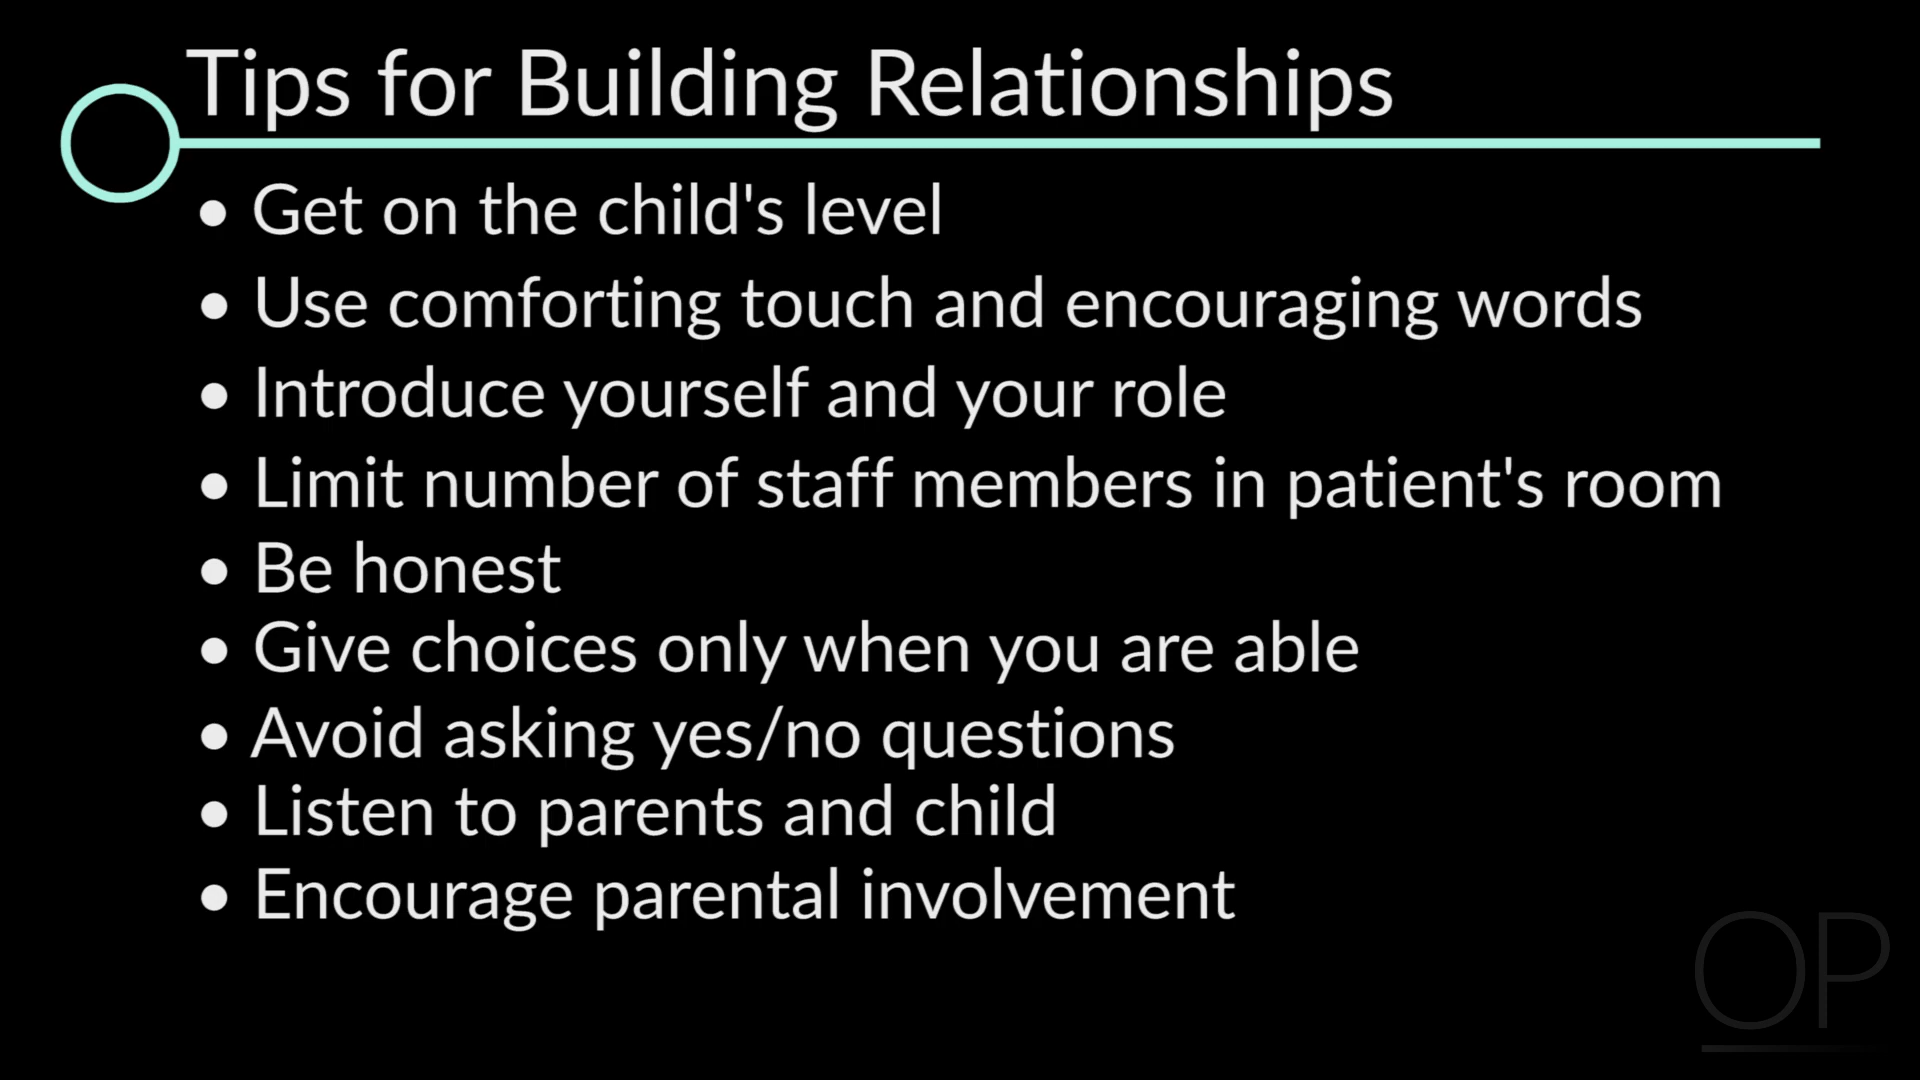 Tips for Building Relationships
• Get on the child's level
• Use comforting touch and encouraging words
• Introduce yourself and your role
• Limit number of staff members in patient's room
• Be honest
• Give choices only when you are able
• Avoid asking yes/no questions
• Listen to parents and child
• Encourage parental involvement
OP